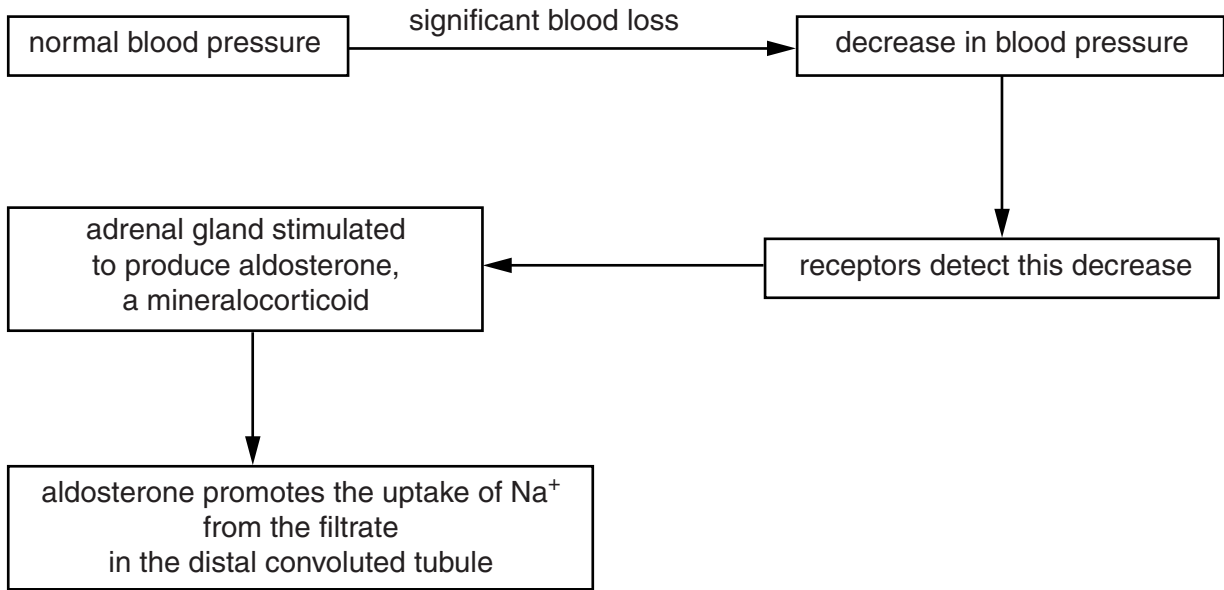 normal blood pressure
significant blood loss
decrease in blood pressure
receptors detect this decrease
adrenal gland stimulated
to produce aldosterone,
a mineralocorticoid
aldosterone promotes the uptake of Na⁺
from the filtrate
in the distal convoluted tubule